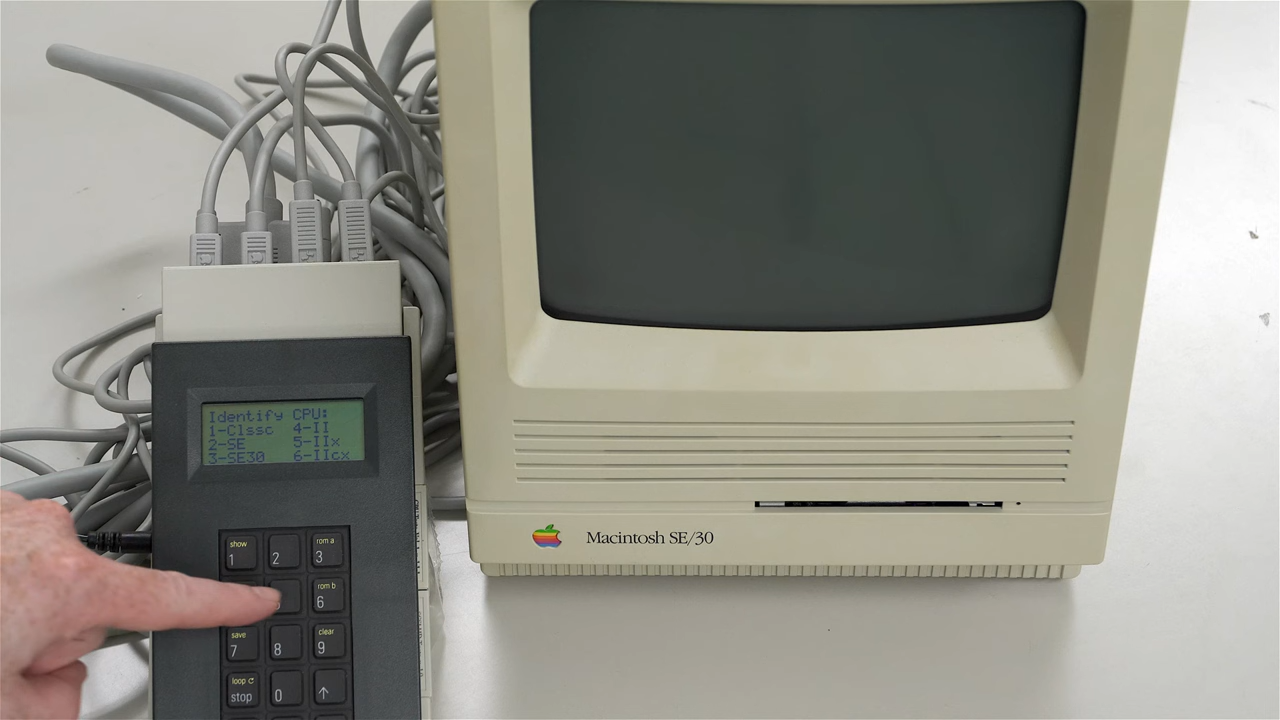 Identify CPU:
1-Clssc 4-II
2-SE 5-IIx
3-SE30 6-IIcx
show
1
2
rom a
3
rom b
6
save
7
8
clear
9
loop
stop
0
↑
Macintosh SE/30